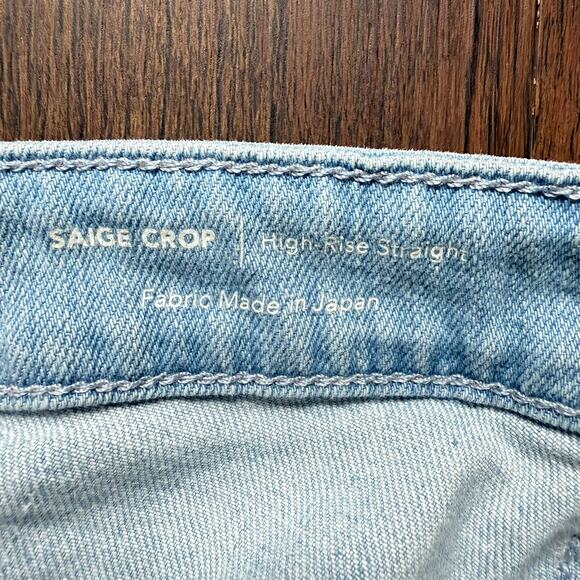 SAIGE CROP | High-Rise Straight
Fabric Made in Japan